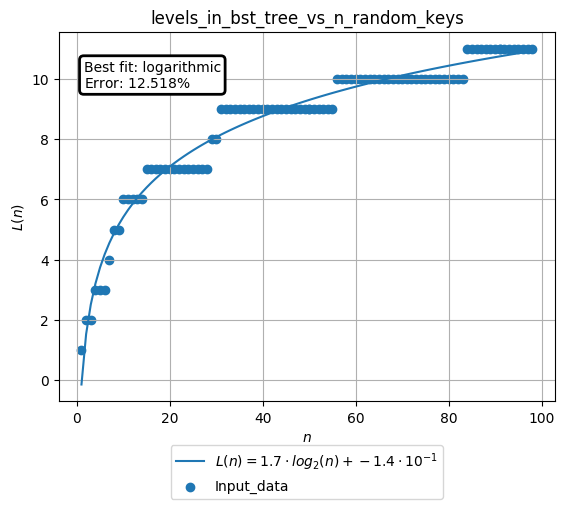 levels_in_bst_tree_vs_n_random_keys
Best fit: logarithmic
Error: 12.518%
10
8
6
4
2
0
L(n)
0 20 40 60 80 100
n
L(n) = 1.7 · log₂(n) + −1.4 · 10⁻¹
Input_data